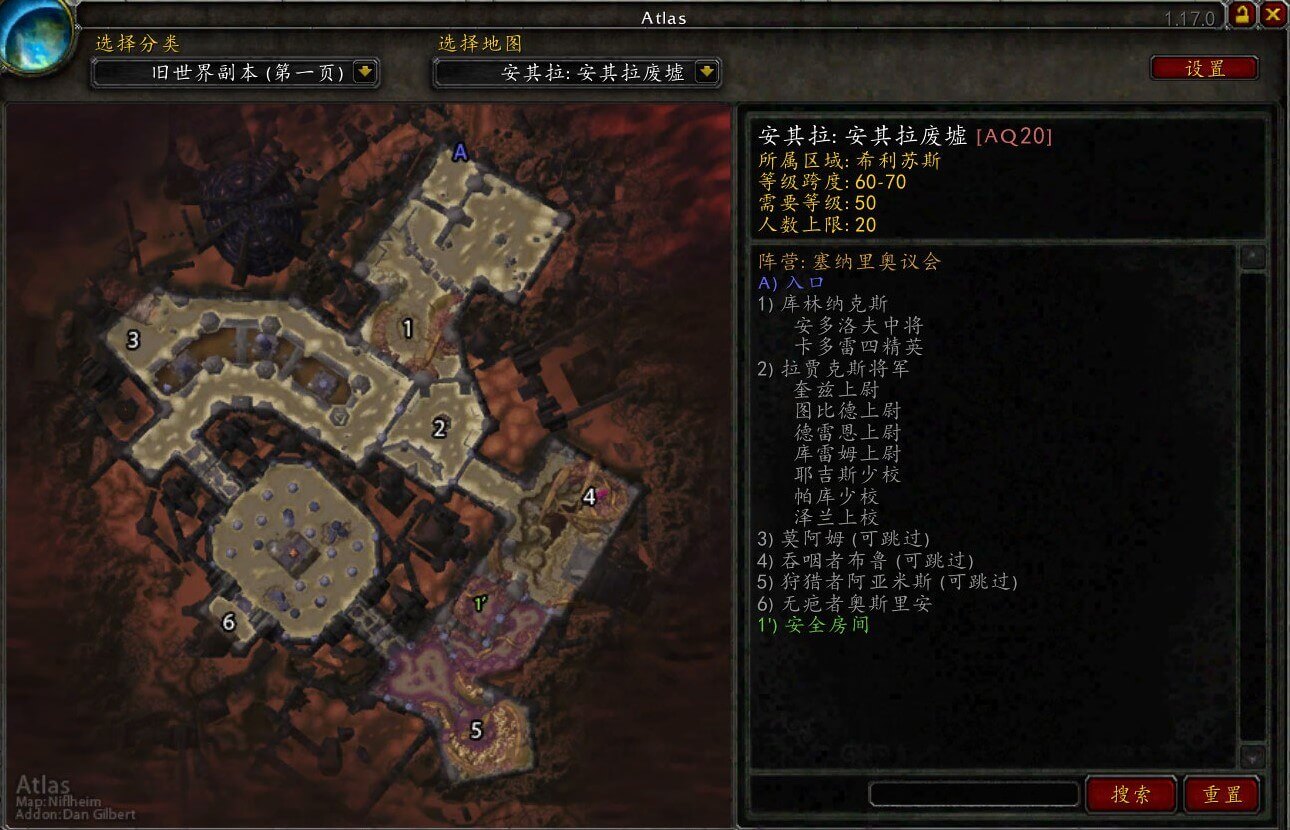 Atlas
1.17.0
选择分类
选择地图
旧世界副本 (第一页)
安其拉: 安其拉废墟
设置
A
1
3
2
4
1'
6
5
Atlas
Map: Niflheim
Addon: Dan Gilbert
安其拉: 安其拉废墟 [AQ20]
所属区域: 希利苏斯
等级跨度: 60-70
需要等级: 50
人数上限: 20
阵营: 塞纳里奥议会
A) 入口
1) 库林纳克斯
安多洛夫中将
卡多雷四精英
2) 拉贾克斯将军
奎兹上尉
图比德上尉
德雷恩上尉
库雷姆上尉
耶吉斯少校
帕库少校
泽兰上校
3) 莫阿姆 (可跳过)
4) 吞咽者布鲁 (可跳过)
5) 狩猎者阿亚米斯 (可跳过)
6) 无疤者奥斯里安
1') 安全房间
搜索
重置